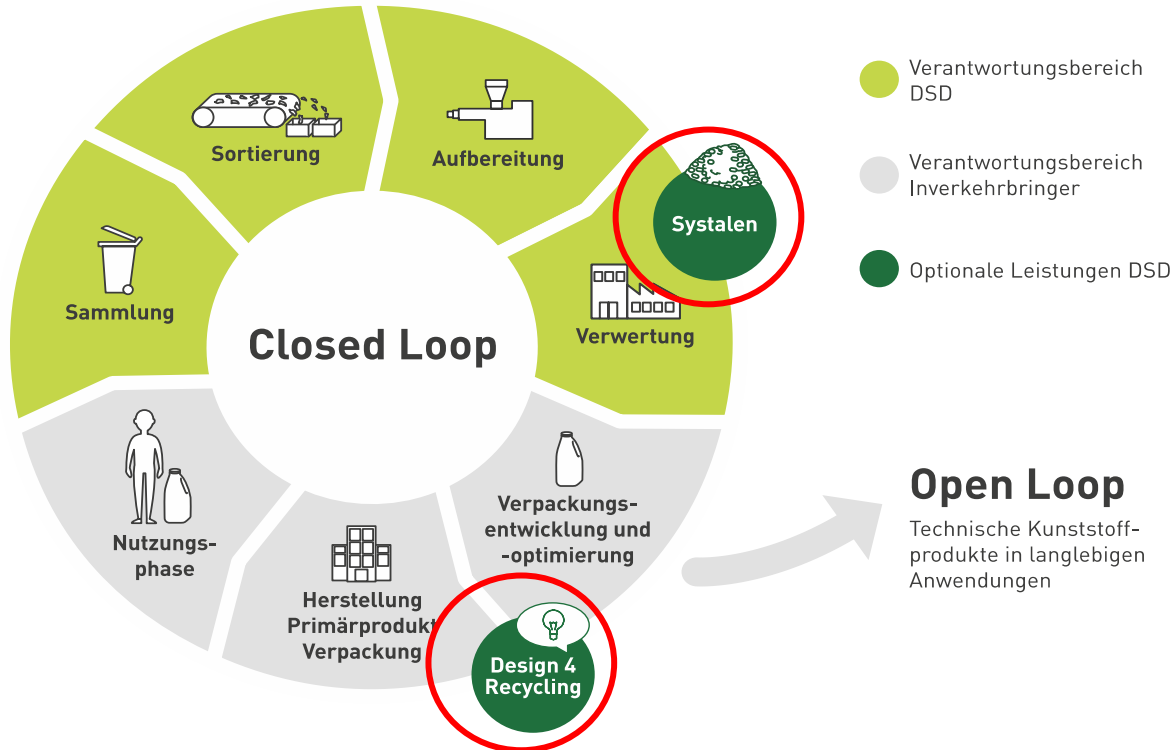 Sortierung
Aufbereitung
Systalen
Sammlung
Verwertung
Closed Loop
Nutzungs-
phase
Herstellung
Primärprodukt
Verpackung
Verpackungs-
entwicklung und
-optimierung
Design 4
Recycling
Verantwortungsbereich
DSD
Verantwortungsbereich
Inverkehrbringer
Optionale Leistungen DSD
Open Loop
Technische Kunststoff-
produkte in langlebigen
Anwendungen